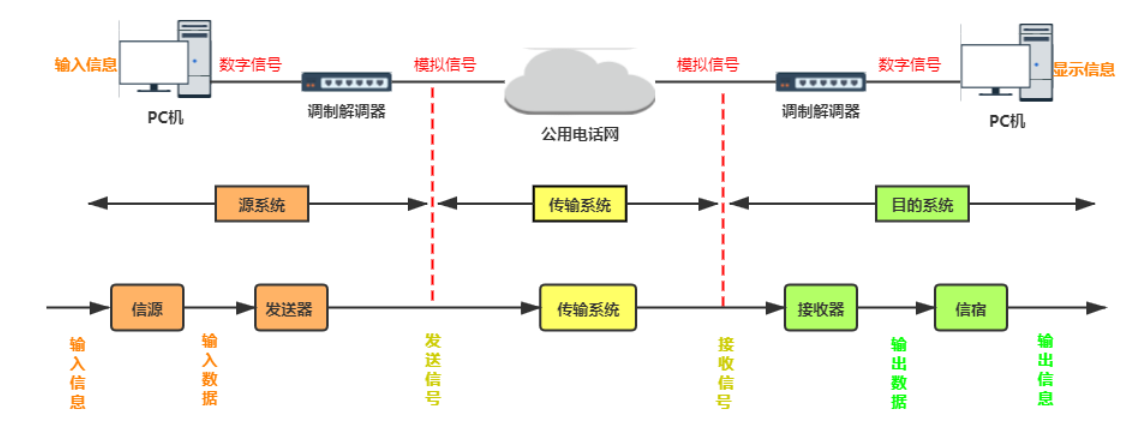 输入信息
数字信号
模拟信号
模拟信号
数字信号
显示信息
PC机
调制解调器
公用电话网
调制解调器
PC机
源系统
传输系统
目的系统
信源
发送器
传输系统
接收器
信宿
输入信息
输入数据
发送信号
接收信号
输出数据
输出信息